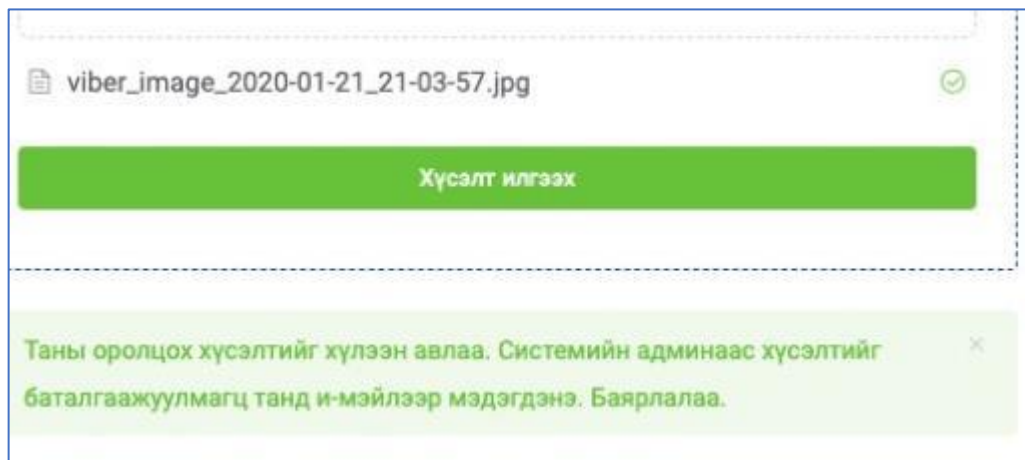 viber_image_2020-01-21_21-03-57.jpg
Хүсэлт илгээх
Таны оролцох хүсэлтийг хүлээн авлаа. Системийн админаас хүсэлтийг
баталгаажуулмагц танд и-мэйлээр мэдэгдэнэ. Баярлалаа.